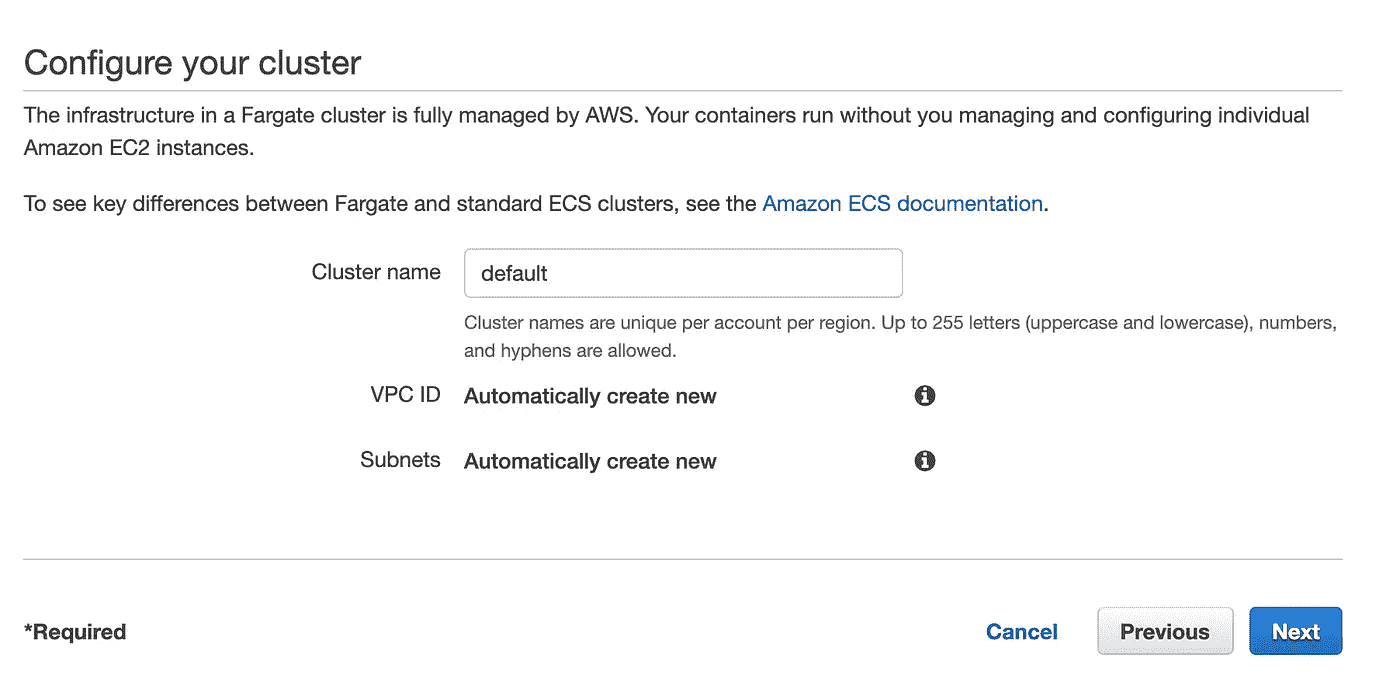 Configure your cluster
The infrastructure in a Fargate cluster is fully managed by AWS. Your containers run without you managing and configuring individual
Amazon EC2 instances.
To see key differences between Fargate and standard ECS clusters, see the Amazon ECS documentation.
Cluster name default
Cluster names are unique per account per region. Up to 255 letters (uppercase and lowercase), numbers,
and hyphens are allowed.
VPC ID Automatically create new
Subnets Automatically create new
*Required Cancel Previous Next